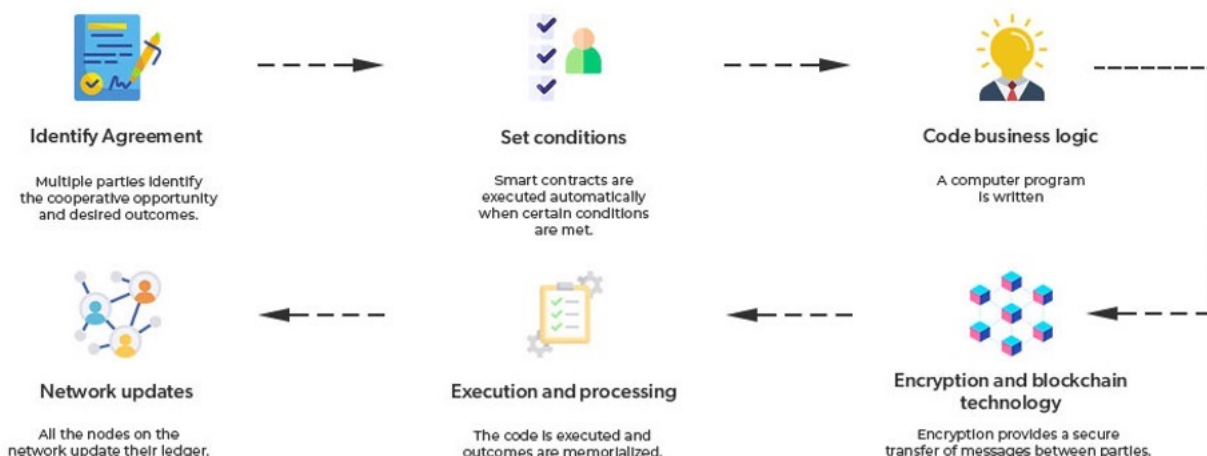 Identify Agreement
Multiple parties identify
the cooperative opportunity
and desired outcomes.
Set conditions
Smart contracts are
executed automatically
when certain conditions
are met.
Code business logic
A computer program
is written
Encryption and blockchain
technology
Encryption provides a secure
transfer of messages between parties.
Execution and processing
The code is executed and
outcomes are memorialized.
Network updates
All the nodes on the
network update their ledger.